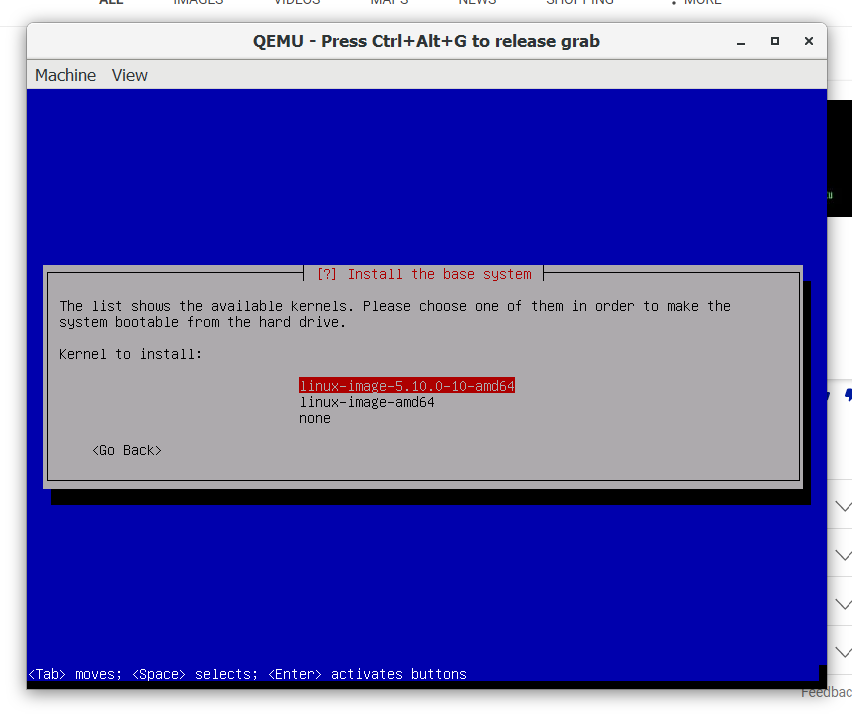 ALL IMAGES VIDEOS MAPS NEWS SHOPPING MORE
QEMU - Press Ctrl+Alt+G to release grab
Machine View
[?] Install the base system
The list shows the available kernels. Please choose one of them in order to make the
system bootable from the hard drive.
Kernel to install:
linux-image-5.10.0-10-amd64
linux-image-amd64
none
<Go Back>
<Tab> moves; <Space> selects; <Enter> activates buttons
Feedbac